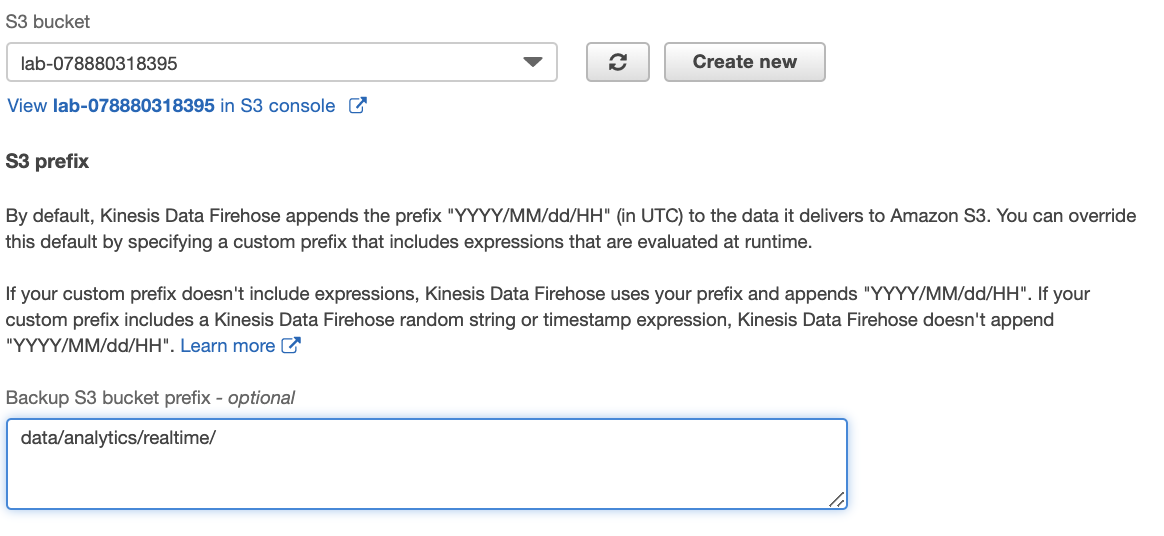 S3 bucket
lab-078880318395
Create new
View lab-078880318395 in S3 console
S3 prefix
By default, Kinesis Data Firehose appends the prefix "YYYY/MM/dd/HH" (in UTC) to the data it delivers to Amazon S3. You can override
this default by specifying a custom prefix that includes expressions that are evaluated at runtime.
If your custom prefix doesn't include expressions, Kinesis Data Firehose uses your prefix and appends "YYYY/MM/dd/HH". If your
custom prefix includes a Kinesis Data Firehose random string or timestamp expression, Kinesis Data Firehose doesn't append
"YYYY/MM/dd/HH". Learn more
Backup S3 bucket prefix - optional
data/analytics/realtime/